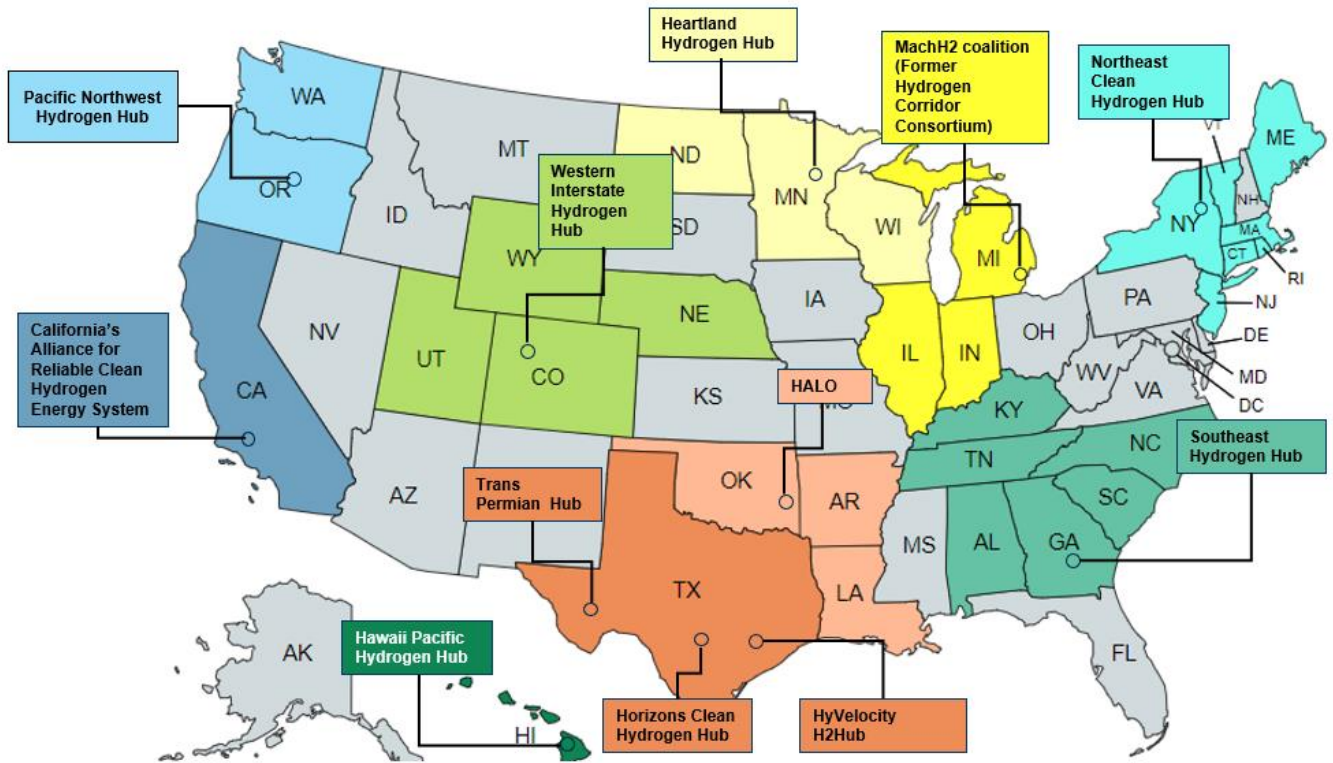 Heartland
Hydrogen Hub
MachH2 coalition
(Former
Hydrogen
Corridor
Consortium)
Northeast
Clean
Hydrogen Hub
Pacific Northwest
Hydrogen Hub
Western
Interstate
Hydrogen
Hub
California's
Alliance for
Reliable Clean
Hydrogen
Energy System
HALO
Southeast
Hydrogen Hub
Trans
Permian Hub
Hawaii Pacific
Hydrogen Hub
Horizons Clean
Hydrogen Hub
HyVelocity
H2Hub
WA
OR
MT
ID
ND
SD
MN
WI
MI
VT
ME
NH
NY
MA
CT
RI
NJ
PA
WY
NE
IA
IL
IN
OH
DE
MD
DC
WV
VA
NV
UT
CO
KS
MO
KY
CA
AZ
OK
AR
TN
NC
SC
TX
LA
MS
AL
GA
FL
AK
HI